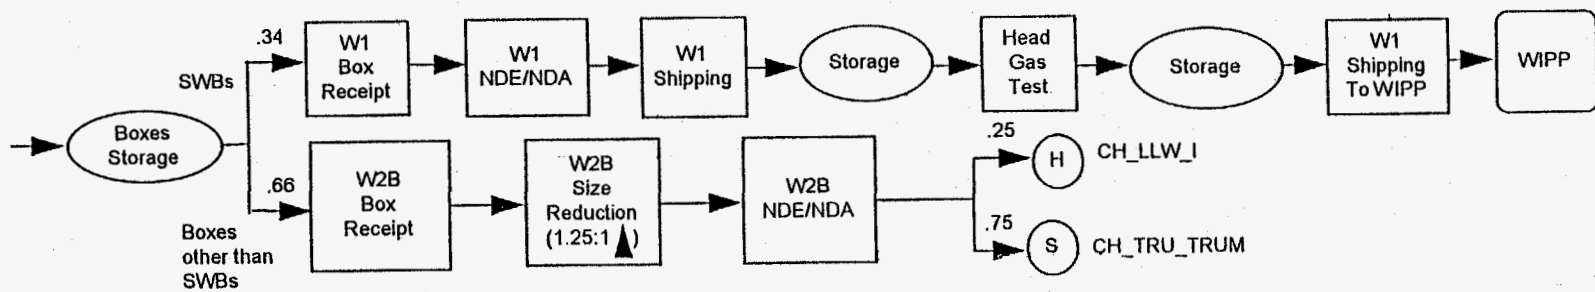 .34
SWBs
W1
Box
Receipt
W1
NDE/NDA
W1
Shipping
Storage
Head
Gas
Test
Storage
W1
Shipping
To WIPP
WIPP
Boxes
Storage
.66
Boxes
other than
SWBs
W2B
Box
Receipt
W2B
Size
Reduction
(1.25:1 )
W2B
NDE/NDA
.25
H
CH_LLW_I
.75
S
CH_TRU_TRUM